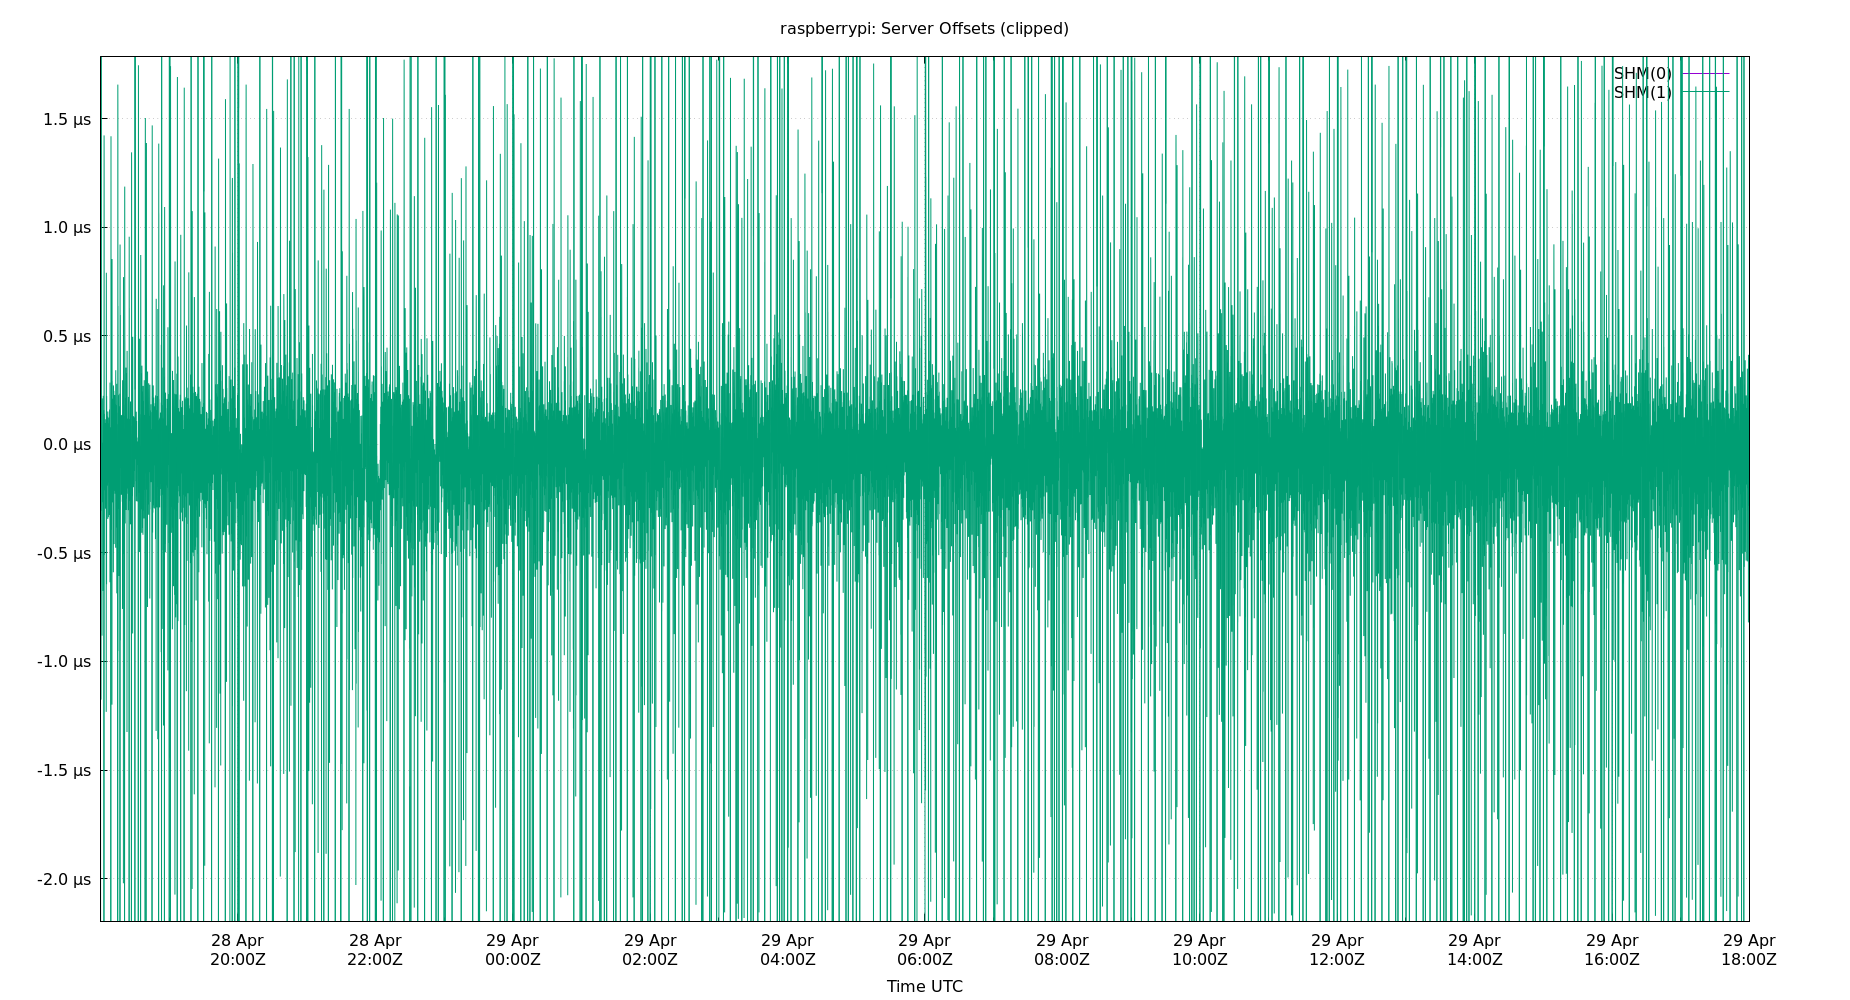 raspberrypi: Server Offsets (clipped)
SHM(0)
SHM(1)
1.5 μs
1.0 μs
0.5 μs
0.0 μs
-0.5 μs
-1.0 μs
-1.5 μs
-2.0 μs
28 Apr 28 Apr 29 Apr 29 Apr 29 Apr 29 Apr 29 Apr 29 Apr 29 Apr 29 Apr 29 Apr 29 Apr
20:00Z 22:00Z 00:00Z 02:00Z 04:00Z 06:00Z 08:00Z 10:00Z 12:00Z 14:00Z 16:00Z 18:00Z
Time UTC